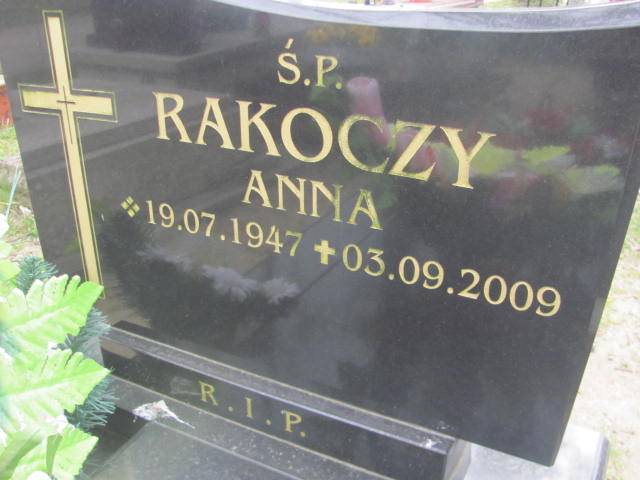 Ś.P.
RAKOCZY
ANNA
19.07.1947 03.09.2009
R.I.P.